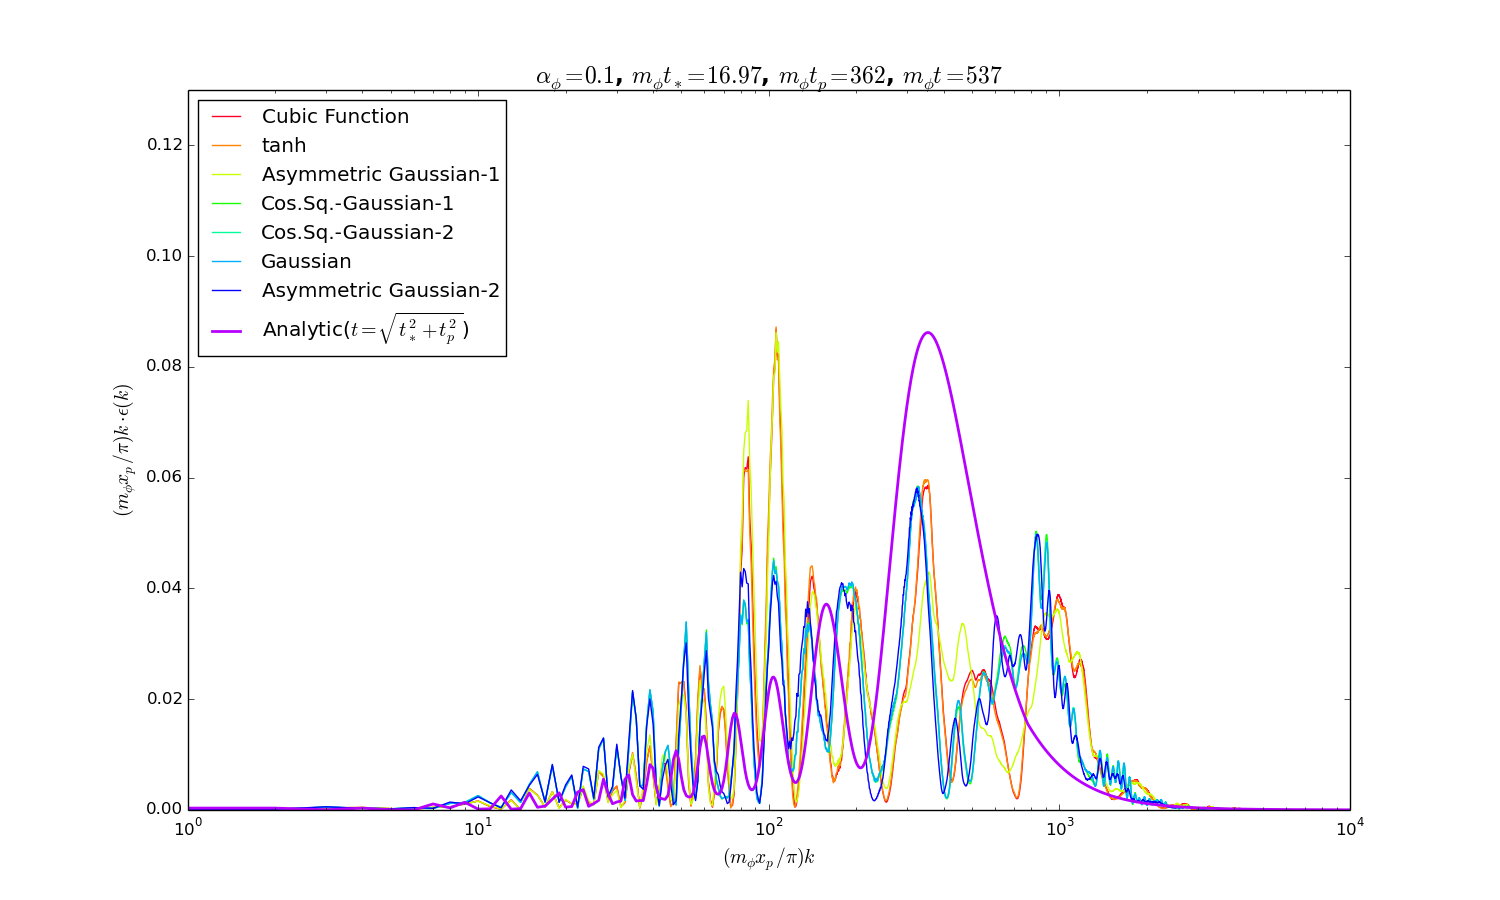 α_ϕ=0.1, m_ϕt_*=16.97, m_ϕt_p=362, m_ϕt=537
Cubic Function
tanh
Asymmetric Gaussian-1
Cos.Sq.-Gaussian-1
Cos.Sq.-Gaussian-2
Gaussian
Asymmetric Gaussian-2
Analytic(t=√(t_*^2+t_p^2))
0.12
0.10
0.08
0.06
0.04
0.02
0.00
(m_ϕx_p/π)k·ϵ(k)
10^0
10^1
10^2
10^3
10^4
(m_ϕx_p/π)k